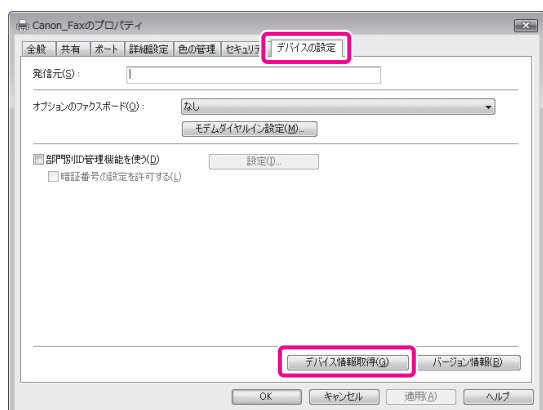 Canon_Faxのプロパティ
全般 共有 ポート 詳細設定 色の管理 セキュリテ デバイスの設定
発信元(S):
オプションのファクスボード(O): なし
モデムダイヤルイン設定(M)...
部門別ID管理機能を使う(D) 設定(I)...
暗証番号の設定を許可する(L)
デバイス情報取得(G) バージョン情報(B)
OK キャンセル 適用(A) ヘルプ